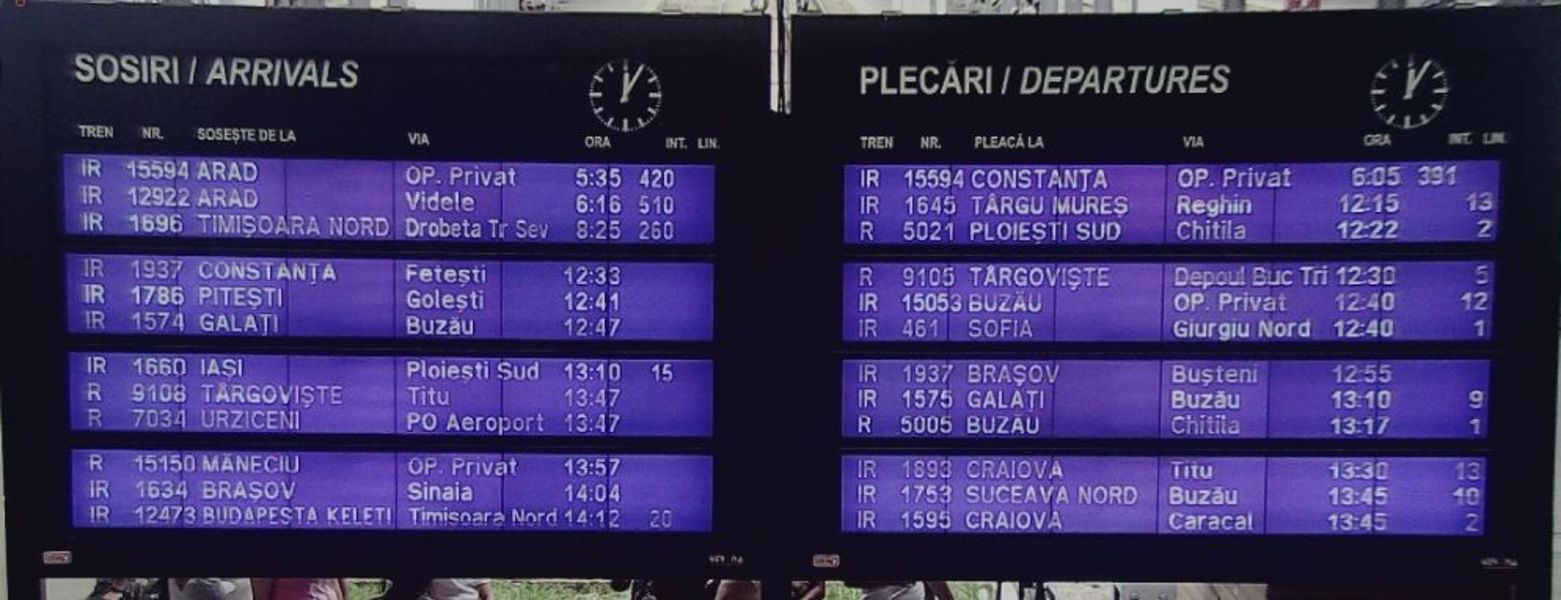 SOSIRI / ARRIVALS
TREN NR. SOSEȘTE DE LA VIA ORA INT. LIN.
IR 15594 ARAD OP. Privat 5:35 420
IR 12922 ARAD Videle 6:16 510
IR 1696 TIMIȘOARA NORD Drobeta Tr Sev 8:25 260
IR 1937 CONSTANȚA Fetești 12:33
IR 1786 PITEȘTI Golești 12:41
IR 1574 GALAȚI Buzău 12:47
IR 1660 IAȘI Ploiești Sud 13:10 15
R 9108 TÂRGOVIȘTE Titu 13:47
R 7034 URZICENI PO Aeroport 13:47
R 15150 MĂNECIU OP. Privat 13:57
IR 1634 BRAȘOV Sinaia 14:04
IR 12473 BUDAPESTA KELETI Timișoara Nord 14:12 20
PLECĂRI / DEPARTURES
TREN NR. PLEACĂ LA VIA ORA INT. LIN.
IR 15594 CONSTANȚA OP. Privat 6:05 391
IR 1645 TÂRGU MUREȘ Reghin 12:15 13
R 5021 PLOIEȘTI SUD Chitila 12:22 2
R 9105 TÂRGOVIȘTE Depoul Buc Tri 12:30 5
IR 15053 BUZĂU OP. Privat 12:40 12
IR 461 SOFIA Giurgiu Nord 12:40 1
IR 1937 BRAȘOV Bușteni 12:55
IR 1575 GALAȚI Buzău 13:10 9
R 5005 BUZĂU Chitila 13:17 1
IR 1893 CRAIOVA Titu 13:30 13
IR 1753 SUCEAVA NORD Buzău 13:45 10
IR 1595 CRAIOVA Caracal 13:45 2